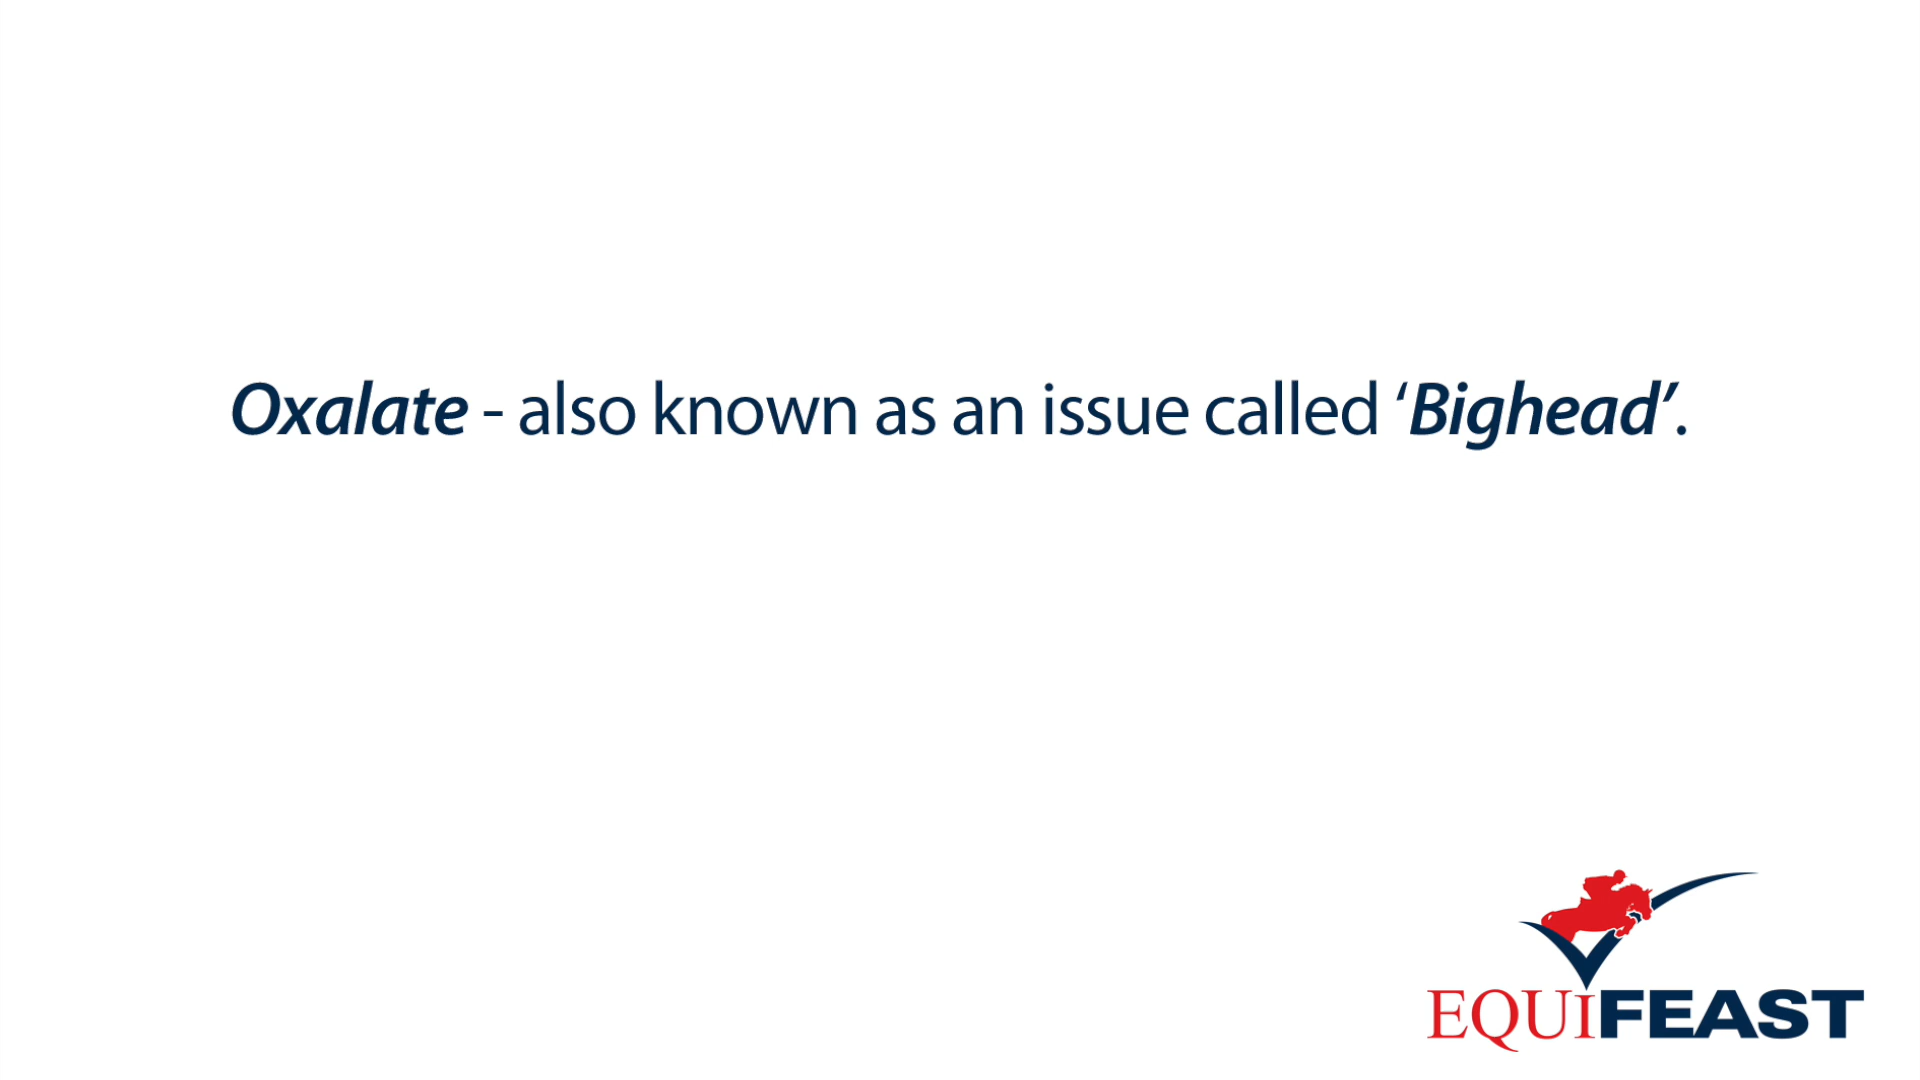 Oxalate - also known as an issue called ‘Bighead’.
EQUIFEAST